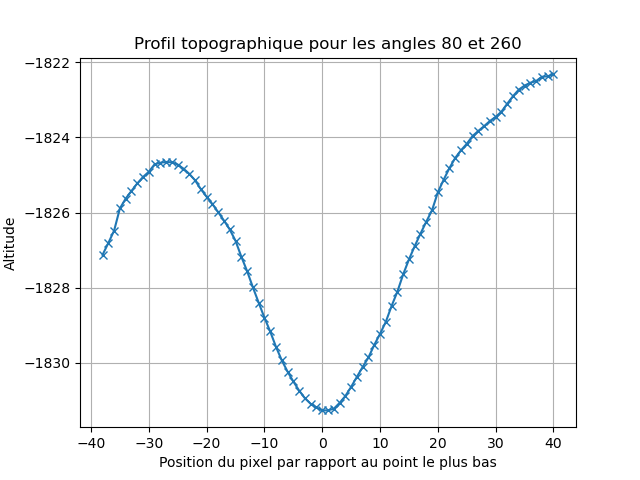 Profil topographique pour les angles 80 et 260
Altitude
−1822
−1824
−1826
−1828
−1830
−40 −30 −20 −10 0 10 20 30 40
Position du pixel par rapport au point le plus bas